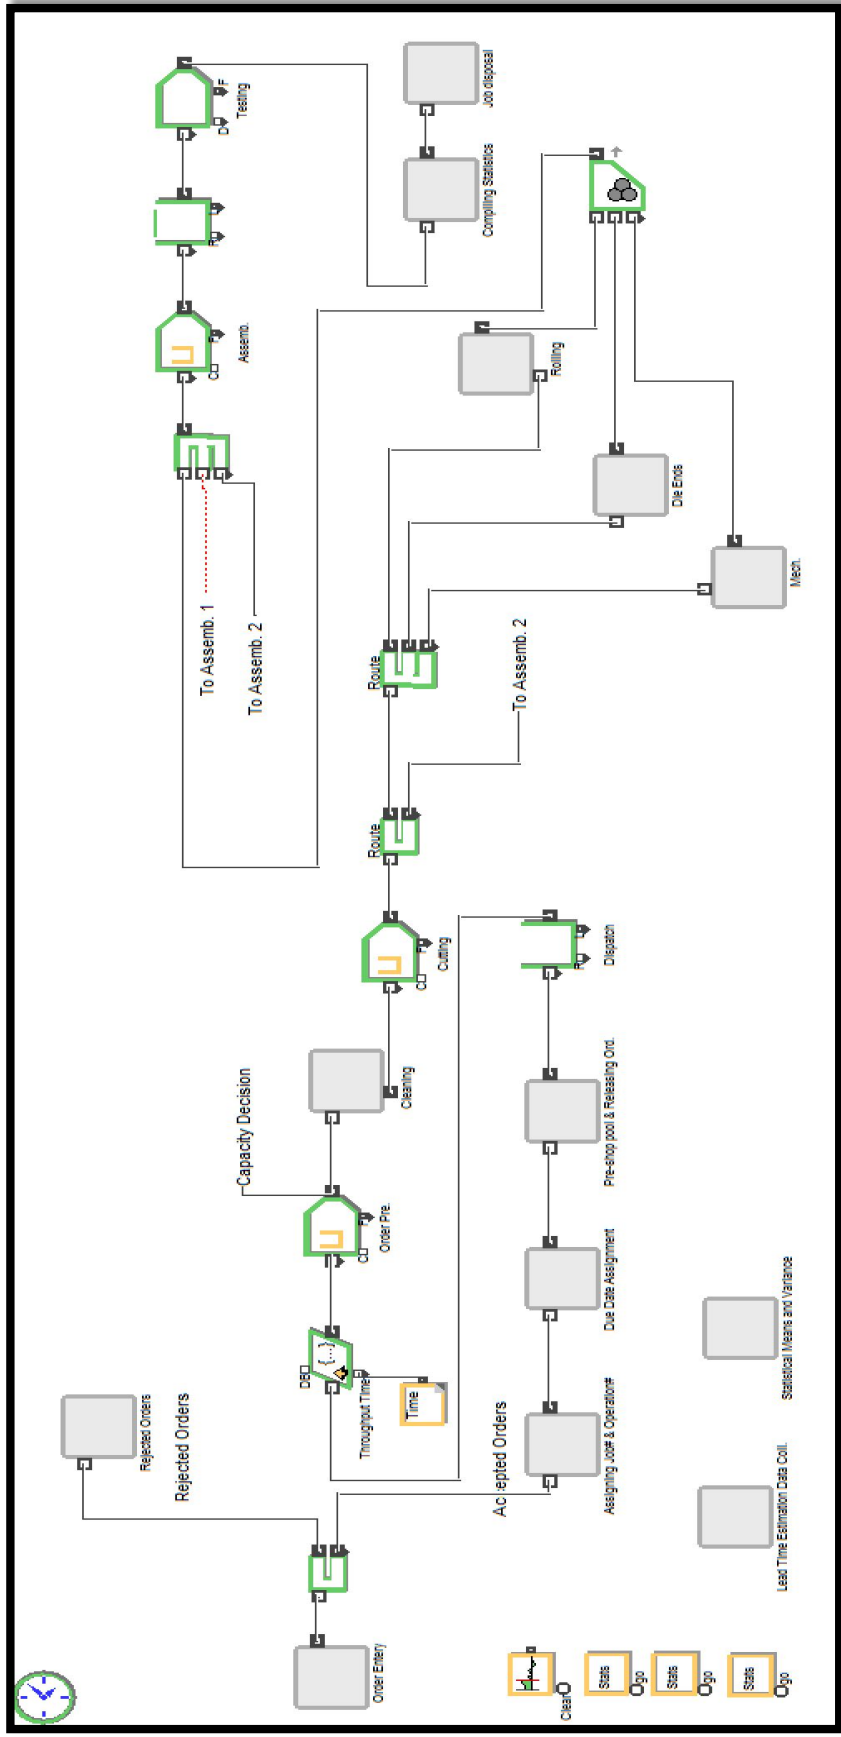 Rejected Orders
Rejected Orders
To Assemb. 1
To Assemb. 2
Assemb.
D
F
Testing
Capacity Decision
C
F
Order Pre.
Throughput Time
Time
Order Entery
Route
Route
Cleaning
C
F
Cutting
Accepted Orders
To Assemb. 2
Compiling Statistics
Job disposal
Rolling
Clear
Assigning Job# & Operation#
Due Date Assignment
Pre-shop pool & Releasing Ord.
R
L
Dispatch
Stats
go
Stats
go
Stats
go
Die Ends
Mech.
Lead Time Estimation Data Coll.
Statistical Means and Variance